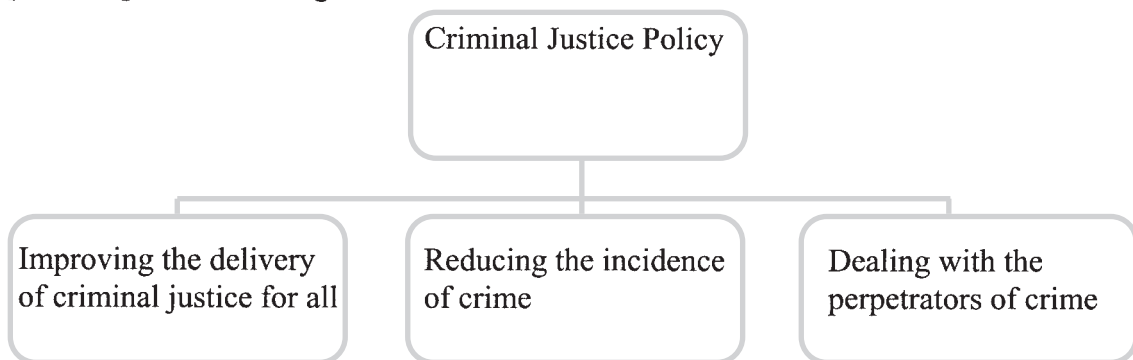 Criminal Justice Policy
Improving the delivery
of criminal justice for all
Reducing the incidence
of crime
Dealing with the
perpetrators of crime